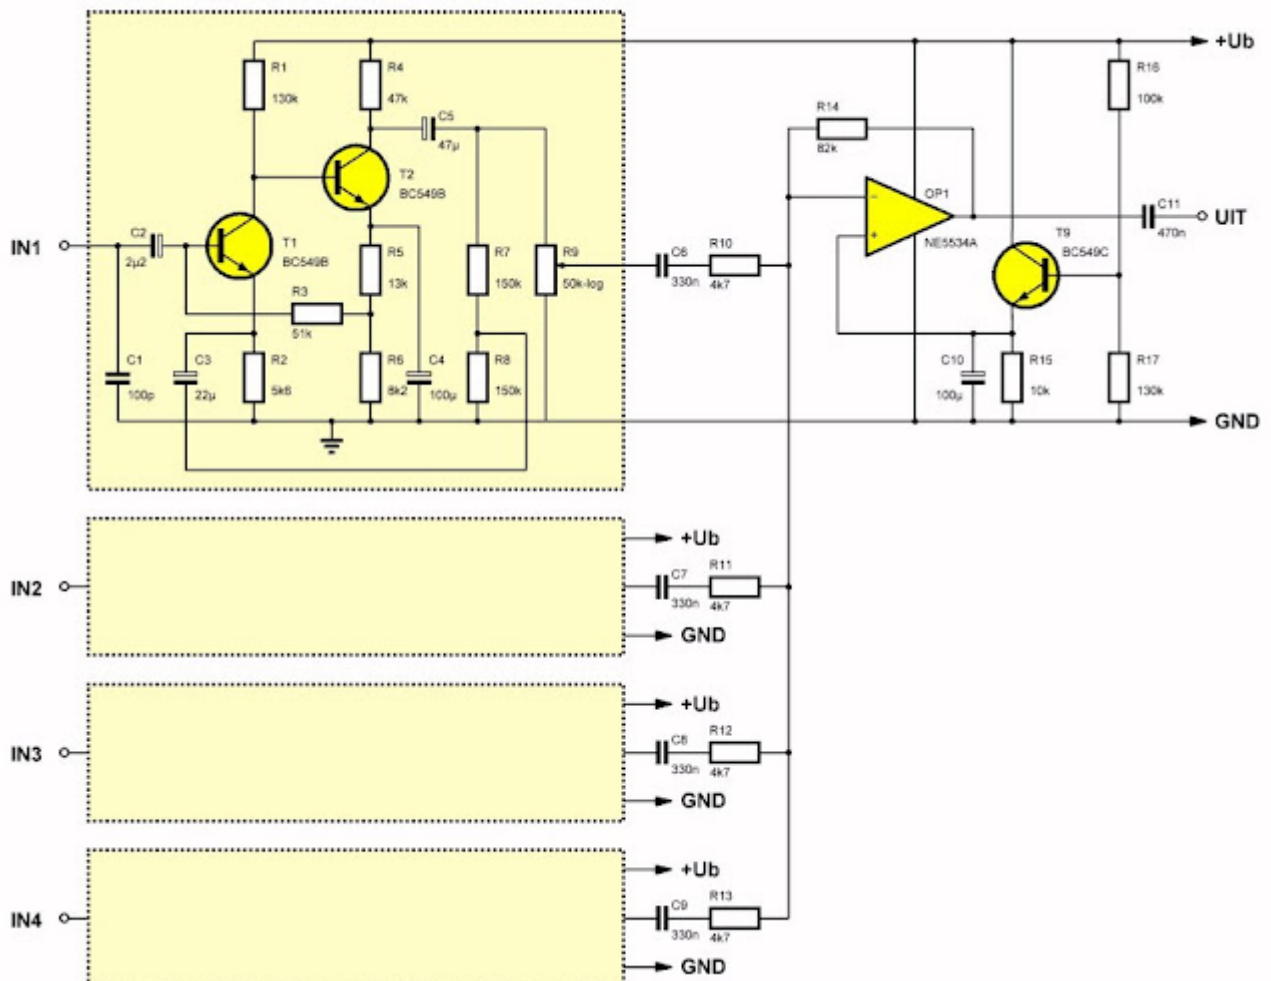 +Ub
R1
130k
R4
47k
C5
47µ
R14
82k
R16
100k
T2
BC549B
OP1
NE5534A
C11
470n
UIT
IN1
C2
2µ2
T1
BC549B
R5
13k
R7
150k
R9
50k-log
C6
330n
R10
4k7
T9
BC549C
R3
51k
C1
100p
C3
22µ
R2
5k6
R6
8k2
C4
100µ
R8
150k
C10
100µ
R15
10k
R17
130k
GND
+Ub
IN2
C7
330n
R11
4k7
GND
+Ub
IN3
C8
330n
R12
4k7
GND
+Ub
IN4
C9
330n
R13
4k7
GND